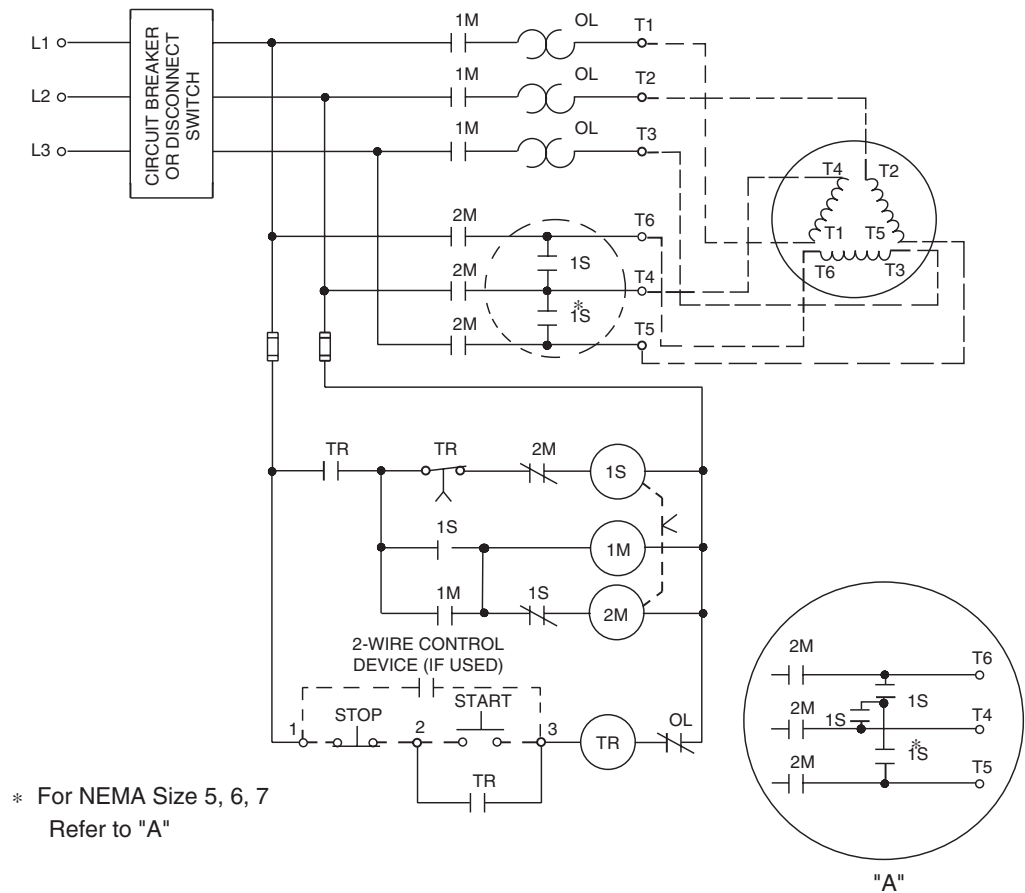 1M OL T1
L1
1M OL T2
L2
1M OL T3
L3
CIRCUIT BREAKER
OR DISCONNECT
SWITCH
T4 T2
T1 T5
T6 T3
2M T6
1S
2M T4
*
1S
2M T5
TR TR 2M
1S
1S
1M
1M 1S
2M
2-WIRE CONTROL
DEVICE (IF USED)
STOP START
1 2 3 OL
TR
TR
* For NEMA Size 5, 6, 7
Refer to "A"
2M T6
1S
2M 1S T4
*
1S
2M T5
"A"